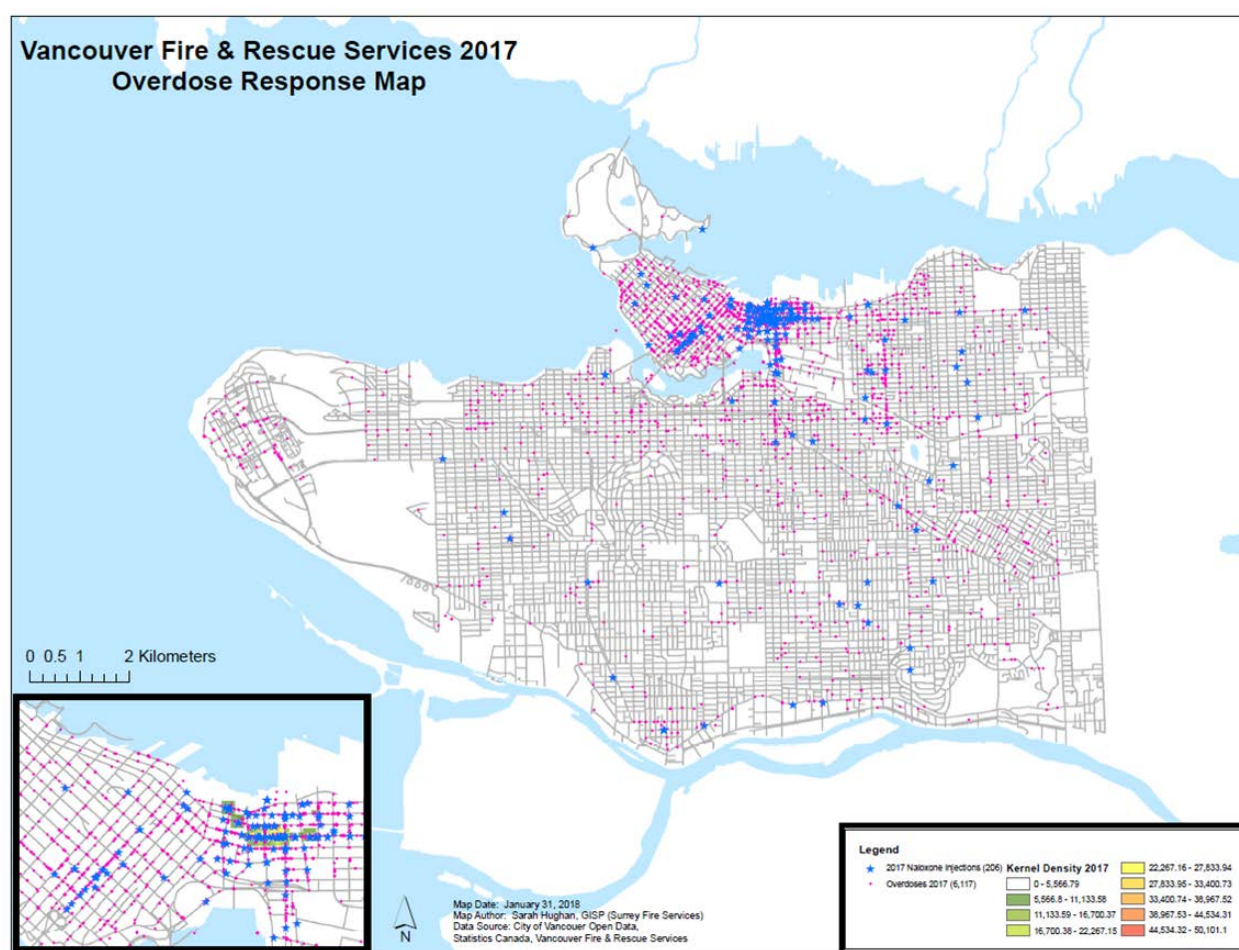 Vancouver Fire & Rescue Services 2017
Overdose Response Map
0 0.5 1 2 Kilometers
N
Map Date: January 31, 2018
Map Author: Sarah Hughan, GISP (Surrey Fire Services)
Data Source: City of Vancouer Open Data,
Statistics Canada, Vancouver Fire & Rescue Services
Legend
2017 Naloxone Injections (206)
Overdoses 2017 (6,117)
Kernel Density 2017
0 - 5,566.79
5,566.8 - 11,133.58
11,133.59 - 16,700.37
16,700.38 - 22,267.15
22,267.16 - 27,833.94
27,833.95 - 33,400.73
33,400.74 - 38,967.52
38,967.53 - 44,534.31
44,534.32 - 50,101.1